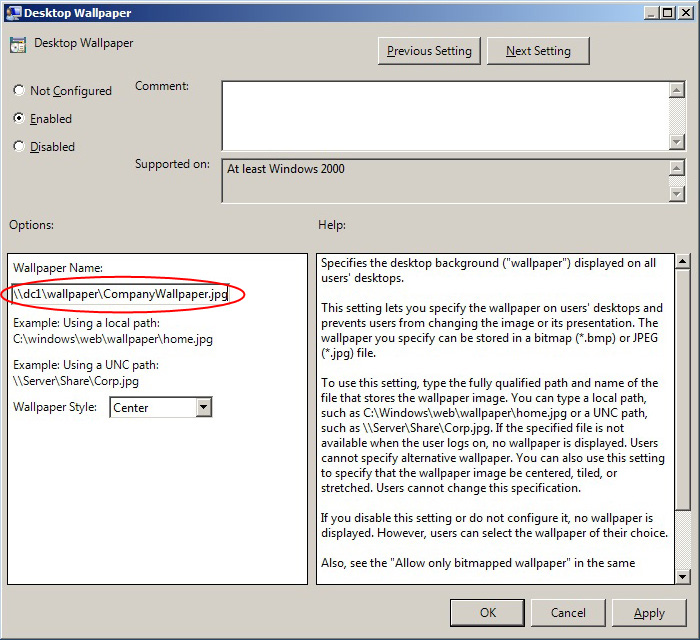 Desktop Wallpaper
Desktop Wallpaper
Previous Setting
Next Setting
Not Configured
Enabled
Disabled
Comment:
Supported on:
At least Windows 2000
Options:
Help:
Wallpaper Name:
\\dc1\wallpaper\CompanyWallpaper.jpg
Example: Using a local path:
C:\windows\web\wallpaper\home.jpg
Example: Using a UNC path:
\\Server\Share\Corp.jpg
Wallpaper Style:
Center
Specifies the desktop background ("wallpaper") displayed on all
users' desktops.
This setting lets you specify the wallpaper on users' desktops and
prevents users from changing the image or its presentation. The
wallpaper you specify can be stored in a bitmap (*.bmp) or JPEG
(*.jpg) file.
To use this setting, type the fully qualified path and name of the
file that stores the wallpaper image. You can type a local path,
such as C:\Windows\web\wallpaper\home.jpg or a UNC path,
such as \\Server\Share\Corp.jpg. If the specified file is not
available when the user logs on, no wallpaper is displayed. Users
cannot specify alternative wallpaper. You can also use this setting
to specify that the wallpaper image be centered, tiled, or
stretched. Users cannot change this specification.
If you disable this setting or do not configure it, no wallpaper is
displayed. However, users can select the wallpaper of their choice.
Also, see the "Allow only bitmapped wallpaper" in the same
OK
Cancel
Apply